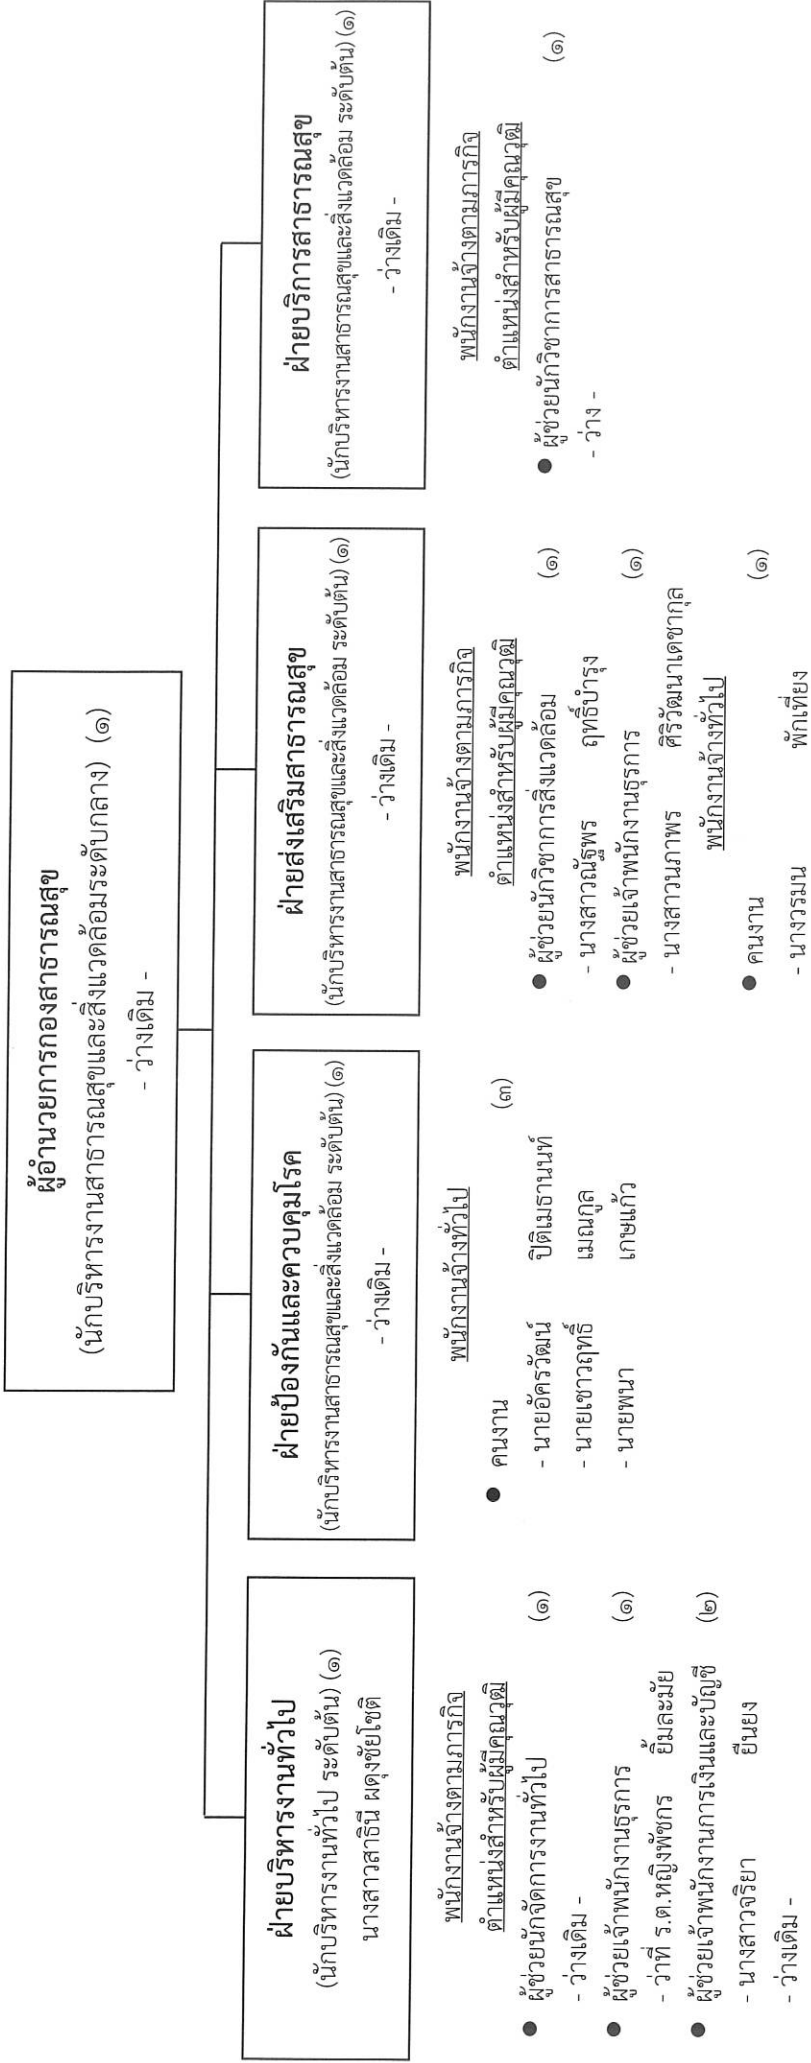 ผู้อำนวยการกองสาธารณสุข
(นักบริหารงานสาธารณสุขและสิ่งแวดล้อมระดับกลาง) (๑)
- ว่างเดิม -
ฝ่ายบริหารงานทั่วไป
(นักบริหารงานทั่วไป ระดับต้น) (๑)
นางสาวสาธินี ผดุงชัยโชติ
พนักงานจ้างตามภารกิจ
ตำแหน่งสำหรับผู้มีคุณวุฒิ
● ผู้ช่วยนักจัดการงานทั่วไป (๑)
- ว่างเดิม -
● ผู้ช่วยเจ้าพนักงานธุรการ (๑)
- ว่าที่ ร.ต.หญิงพัชกร ยิ้มละมัย
● ผู้ช่วยเจ้าพนักงานการเงินและบัญชี (๒)
- นางสาวจริยา ยืนยง
- ว่างเดิม -
ฝ่ายป้องกันและควบคุมโรค
(นักบริหารงานสาธารณสุขและสิ่งแวดล้อม ระดับต้น) (๑)
- ว่างเดิม -
พนักงานจ้างทั่วไป
● คนงาน (๓)
- นายอัครวัฒน์ ปิติเมธานนท์
- นายเชาวฤทธิ์ เมณกูล
- นายพนา เกษแก้ว
ฝ่ายส่งเสริมสาธารณสุข
(นักบริหารงานสาธารณสุขและสิ่งแวดล้อม ระดับต้น) (๑)
- ว่างเดิม -
พนักงานจ้างตามภารกิจ
ตำแหน่งสำหรับผู้มีคุณวุฒิ
● ผู้ช่วยนักวิชาการสิ่งแวดล้อม (๑)
- นางสาวณัฐพร ฤทธิ์บำรุง
● ผู้ช่วยเจ้าพนักงานธุรการ (๑)
- นางสาวนภาพร ศิริวัฒนาเดชากุล
พนักงานจ้างทั่วไป
● คนงาน (๑)
- นางวรมน พักเที่ยง
ฝ่ายบริการสาธารณสุข
(นักบริหารงานสาธารณสุขและสิ่งแวดล้อม ระดับต้น) (๑)
- ว่างเดิม -
พนักงานจ้างตามภารกิจ
ตำแหน่งสำหรับผู้มีคุณวุฒิ
● ผู้ช่วยนักวิชาการสาธารณสุข (๑)
- ว่าง -